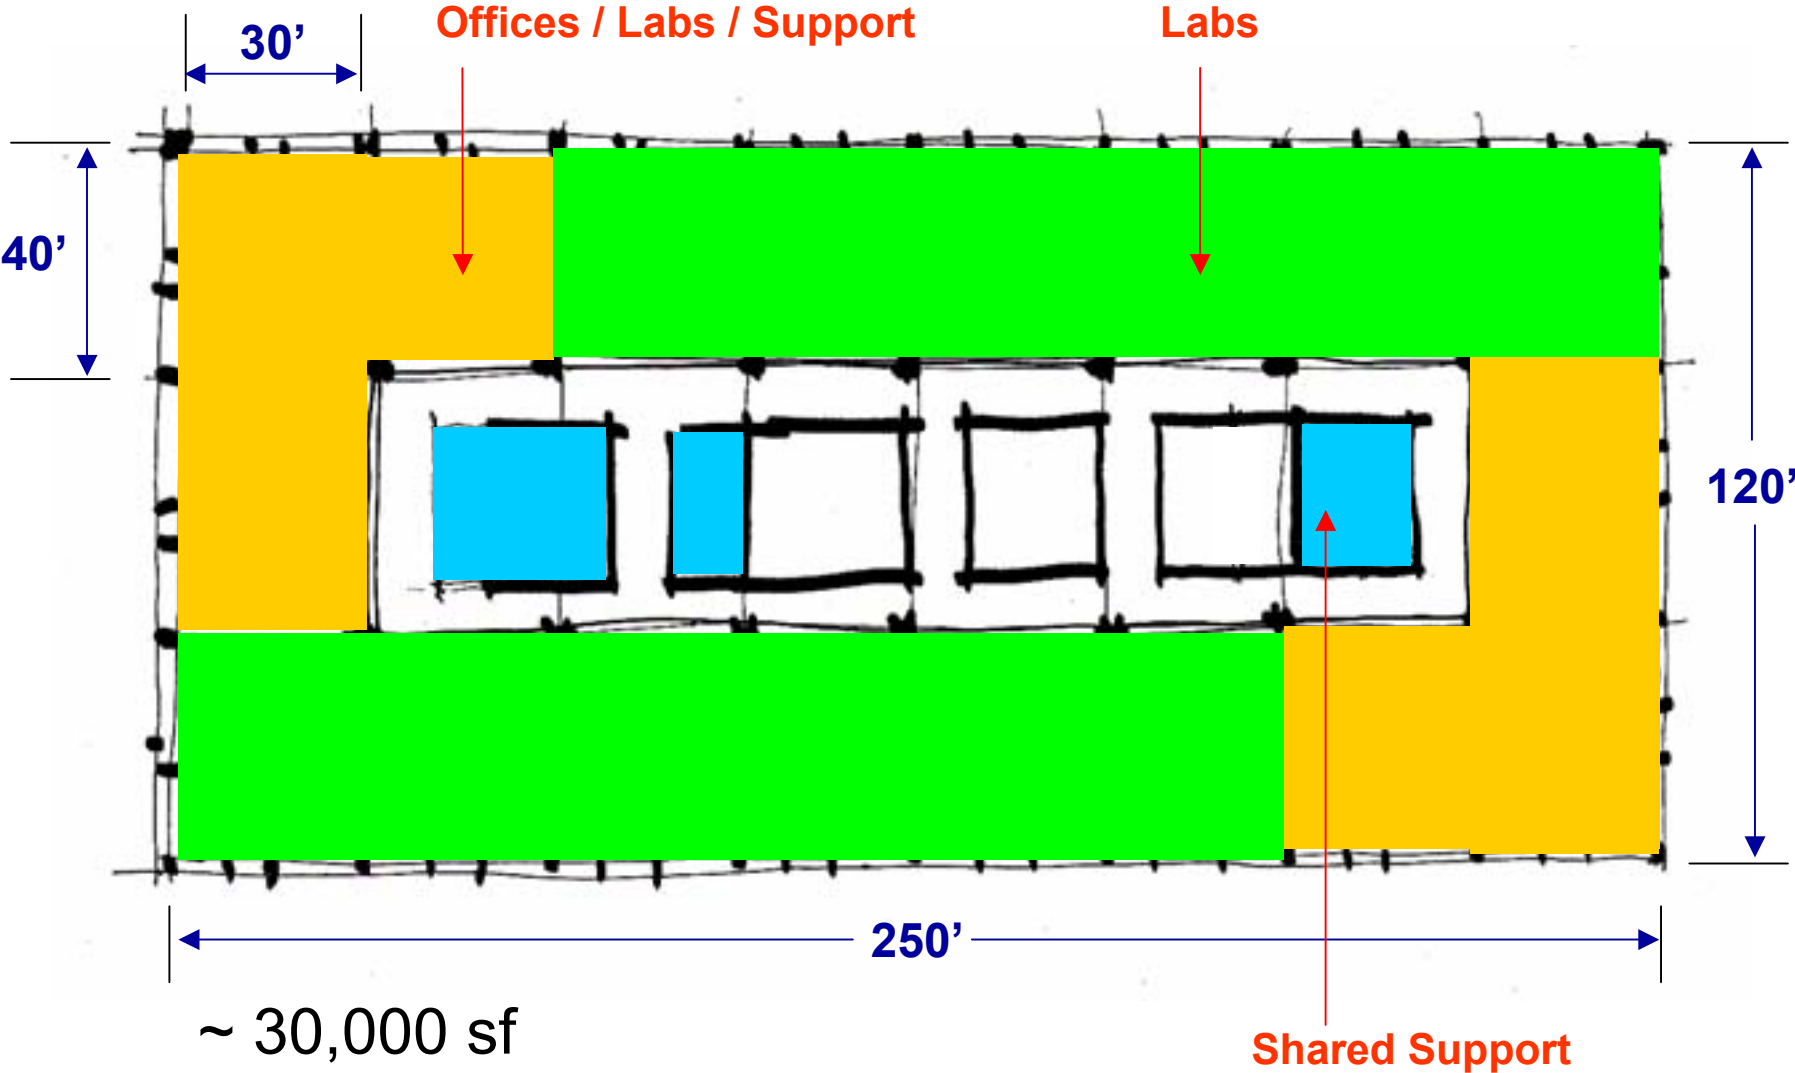 Offices / Labs / Support
Labs
30’
40’
120’
250’
~ 30,000 sf
Shared Support